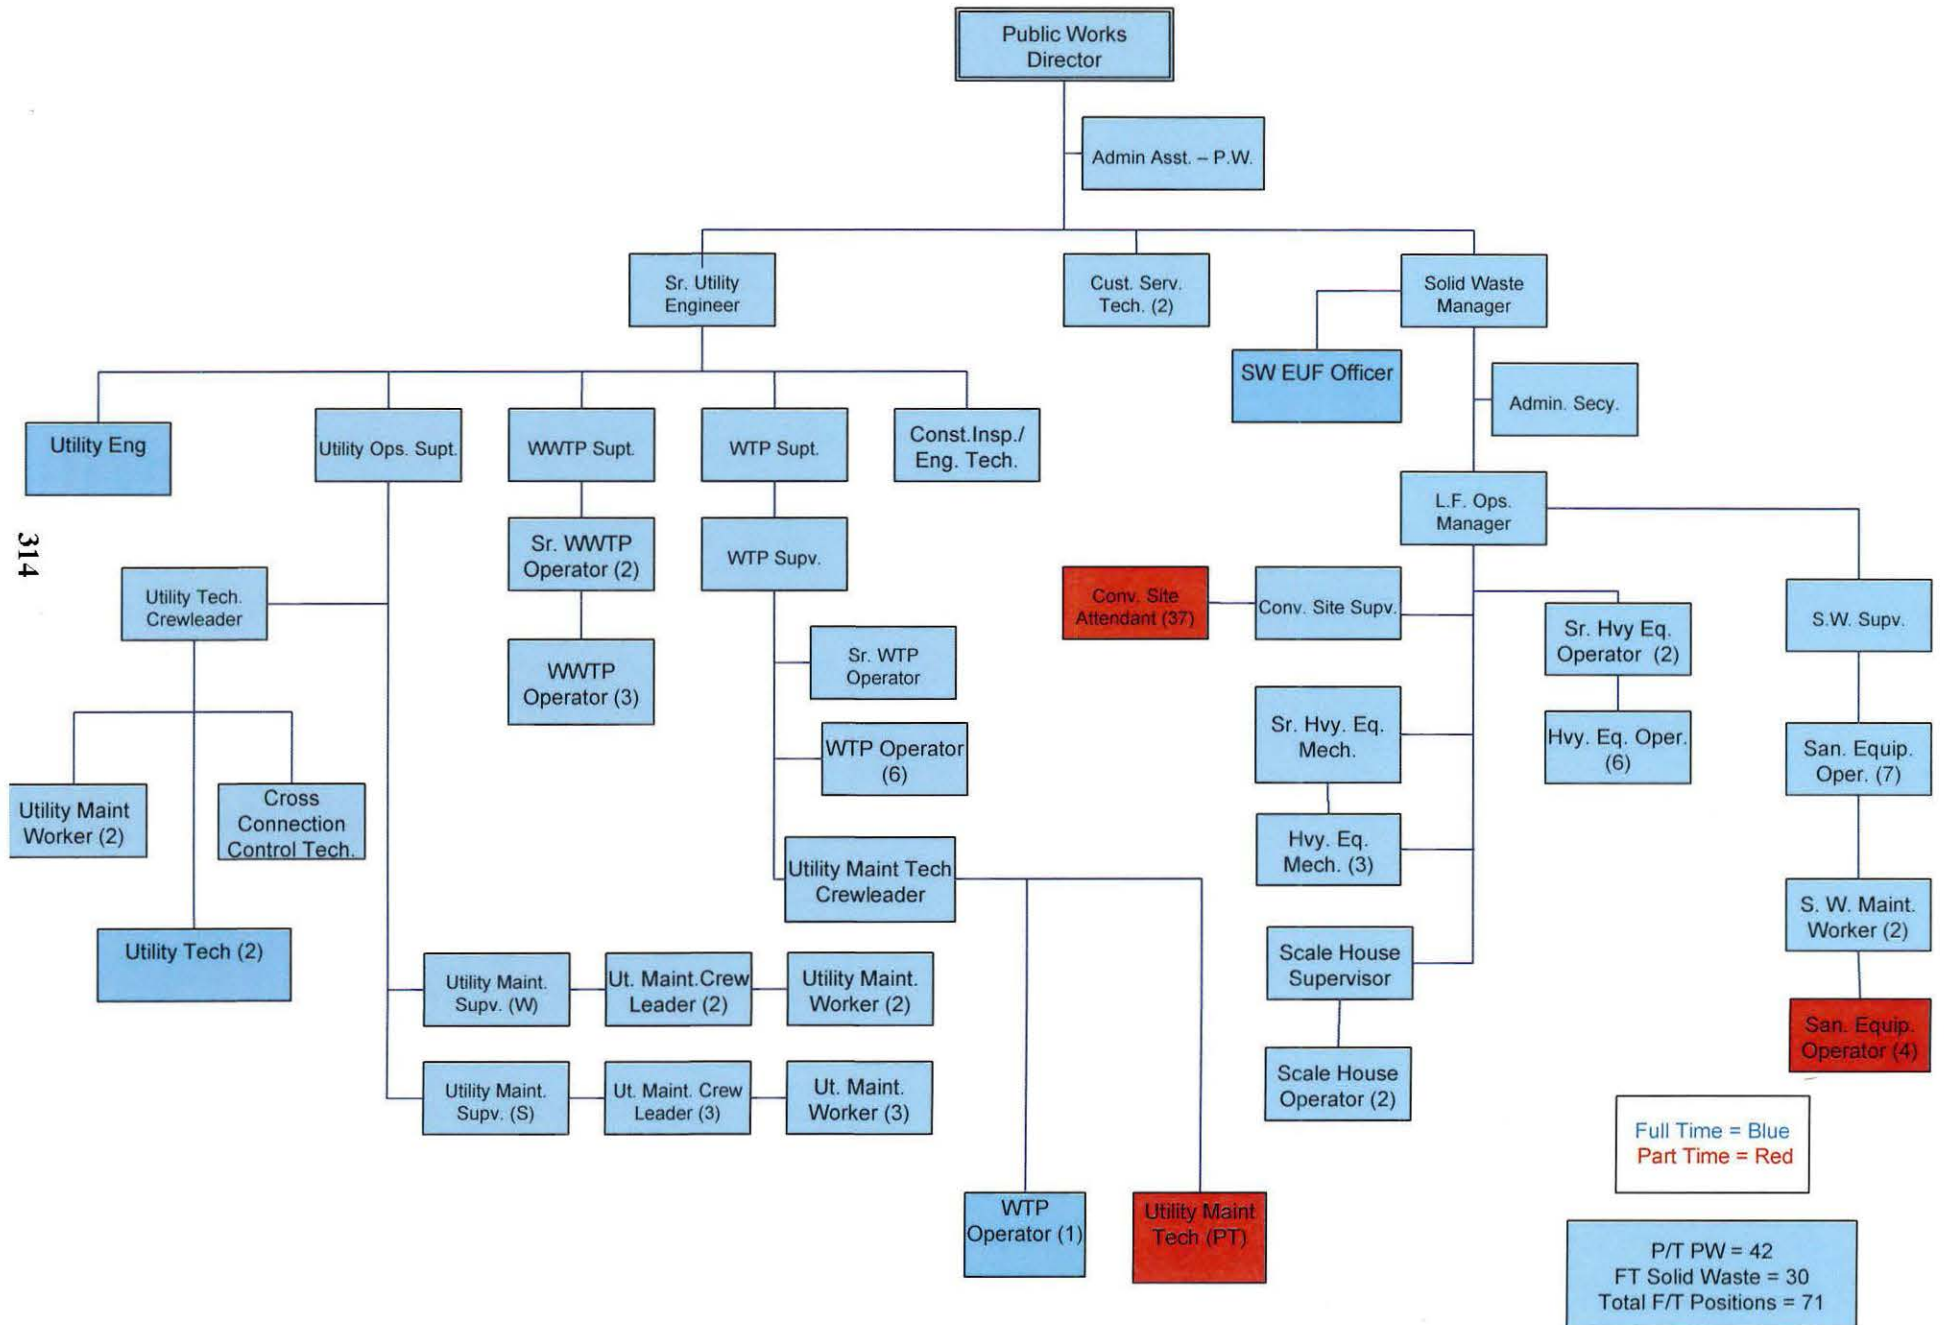 Public Works
Director
Admin Asst. – P.W.
Sr. Utility
Engineer
Cust. Serv.
Tech. (2)
Solid Waste
Manager
SW EUF Officer
Admin. Secy.
Utility Eng
Utility Ops. Supt.
WWTP Supt.
WTP Supt.
Const.Insp./
Eng. Tech.
L.F. Ops.
Manager
Sr. WWTP
Operator (2)
WTP Supv.
314
Utility Tech.
Crewleader
Conv. Site
Attendant (37)
Conv. Site Supv.
Sr. Hvy Eq.
Operator (2)
S.W. Supv.
WWTP
Operator (3)
Sr. WTP
Operator
Sr. Hvy. Eq.
Mech.
Hvy. Eq. Oper.
(6)
San. Equip.
Oper. (7)
WTP Operator
(6)
Utility Maint
Worker (2)
Cross
Connection
Control Tech.
Hvy. Eq.
Mech. (3)
Utility Maint Tech
Crewleader
S. W. Maint.
Worker (2)
Utility Tech (2)
Scale House
Supervisor
Utility Maint.
Supv. (W)
Ut. Maint.Crew
Leader (2)
Utility Maint.
Worker (2)
San. Equip.
Operator (4)
Utility Maint.
Supv. (S)
Ut. Maint. Crew
Leader (3)
Ut. Maint.
Worker (3)
Scale House
Operator (2)
Full Time = Blue
Part Time = Red
WTP
Operator (1)
Utility Maint
Tech (PT)
P/T PW = 42
FT Solid Waste = 30
Total F/T Positions = 71